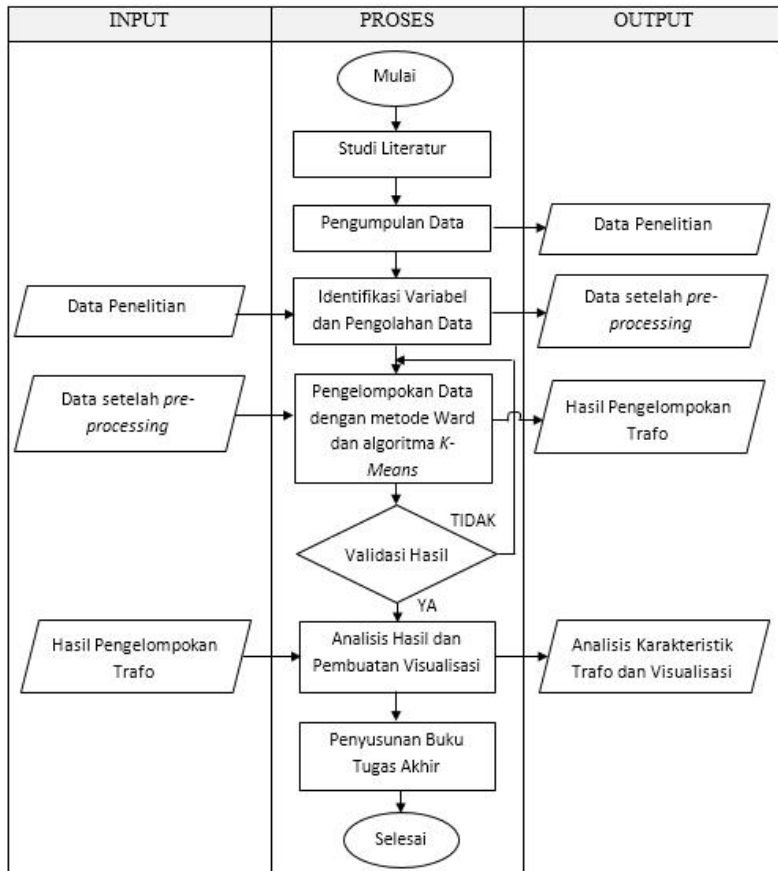 INPUT
PROSES
OUTPUT
Mulai
Studi Literatur
Pengumpulan Data
Data Penelitian
Data Penelitian
Identifikasi Variabel
dan Pengolahan Data
Data setelah pre-
processing
Data setelah pre-
processing
Pengelompokan Data
dengan metode Ward
dan algoritma K-
Means
Hasil Pengelompokan
Trafo
TIDAK
Validasi Hasil
YA
Hasil Pengelompokan
Trafo
Analisis Hasil dan
Pembuatan Visualisasi
Analisis Karakteristik
Trafo dan Visualisasi
Penyusunan Buku
Tugas Akhir
Selesai